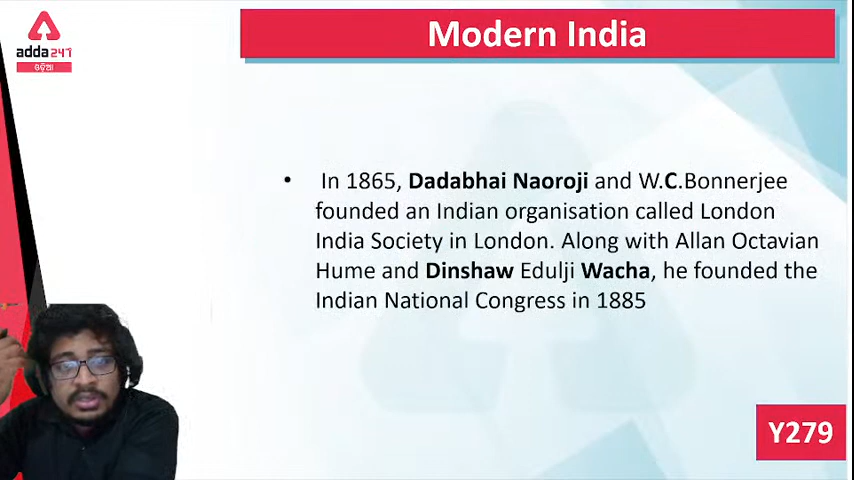 adda247
ଓଡ଼ିଆ
Modern India
• In 1865, Dadabhai Naoroji and W.C.Bonnerjee
founded an Indian organisation called London
India Society in London. Along with Allan Octavian
Hume and Dinshaw Edulji Wacha, he founded the
Indian National Congress in 1885
Y279